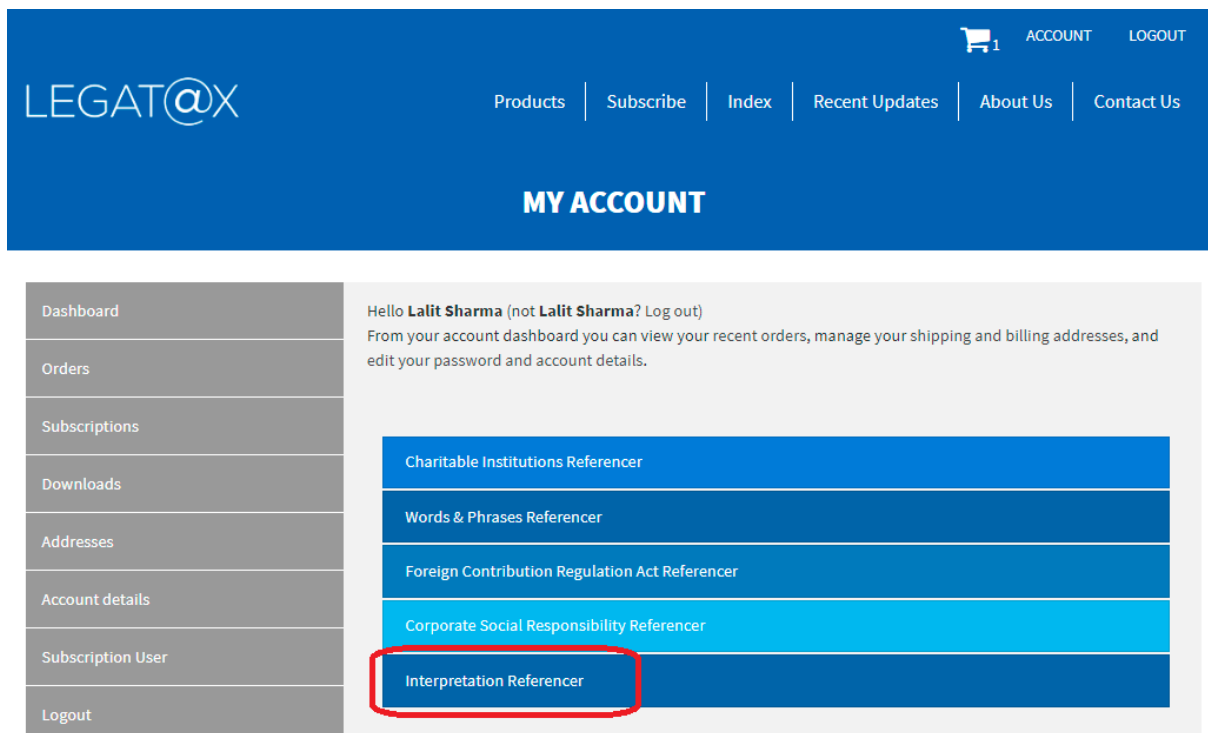 1 ACCOUNT LOGOUT
LEGAT@X
Products Subscribe Index Recent Updates About Us Contact Us
MY ACCOUNT
Dashboard
Orders
Subscriptions
Downloads
Addresses
Account details
Subscription User
Logout
Hello Lalit Sharma (not Lalit Sharma? Log out)
From your account dashboard you can view your recent orders, manage your shipping and billing addresses, and
edit your password and account details.
Charitable Institutions Referencer
Words & Phrases Referencer
Foreign Contribution Regulation Act Referencer
Corporate Social Responsibility Referencer
Interpretation Referencer